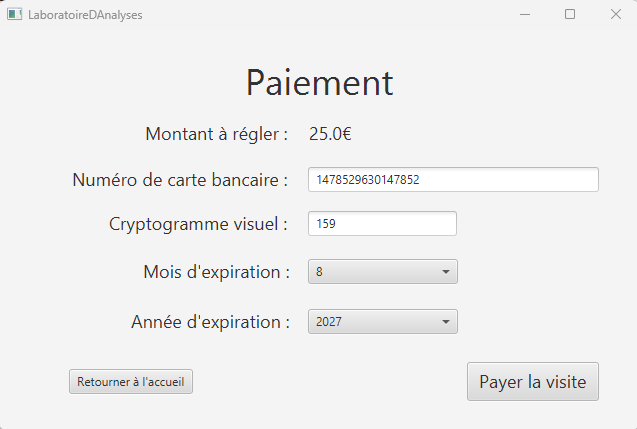 LaboratoireDAnalyses
Paiement
Montant à régler : 25.0€
Numéro de carte bancaire : 1478529630147852
Cryptogramme visuel : 159
Mois d'expiration : 8
Année d'expiration : 2027
Retourner à l'accueil Payer la visite